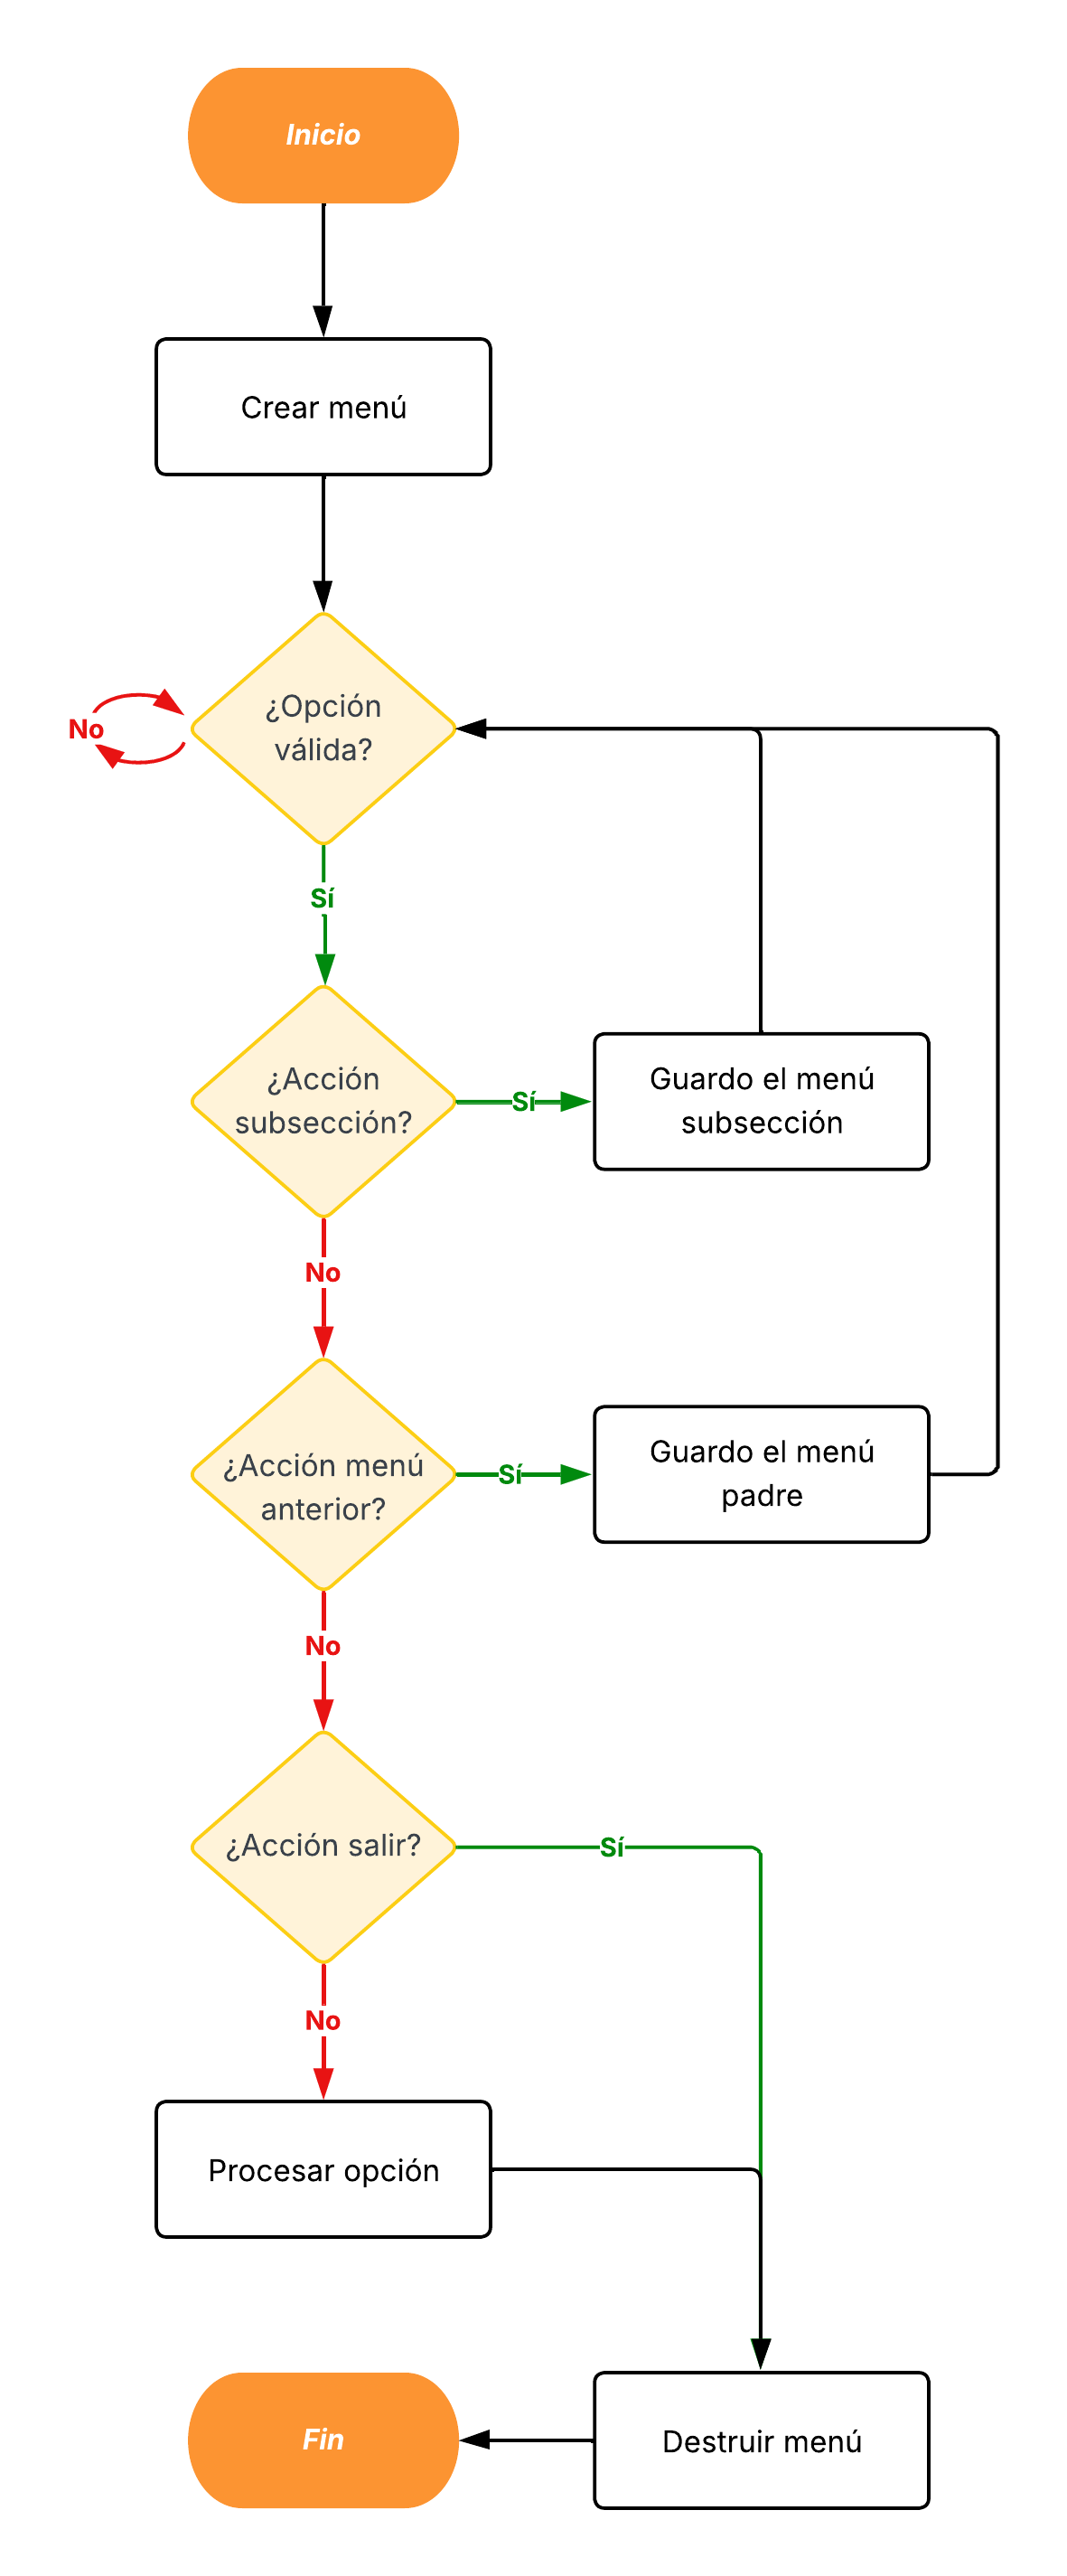 Inicio
Crear menú
¿Opción
válida?
No
Sí
¿Acción
subsección?
Sí
Guardo el menú
subsección
No
¿Acción menú
anterior?
Sí
Guardo el menú
padre
No
¿Acción salir?
Sí
No
Procesar opción
Fin
Destruir menú